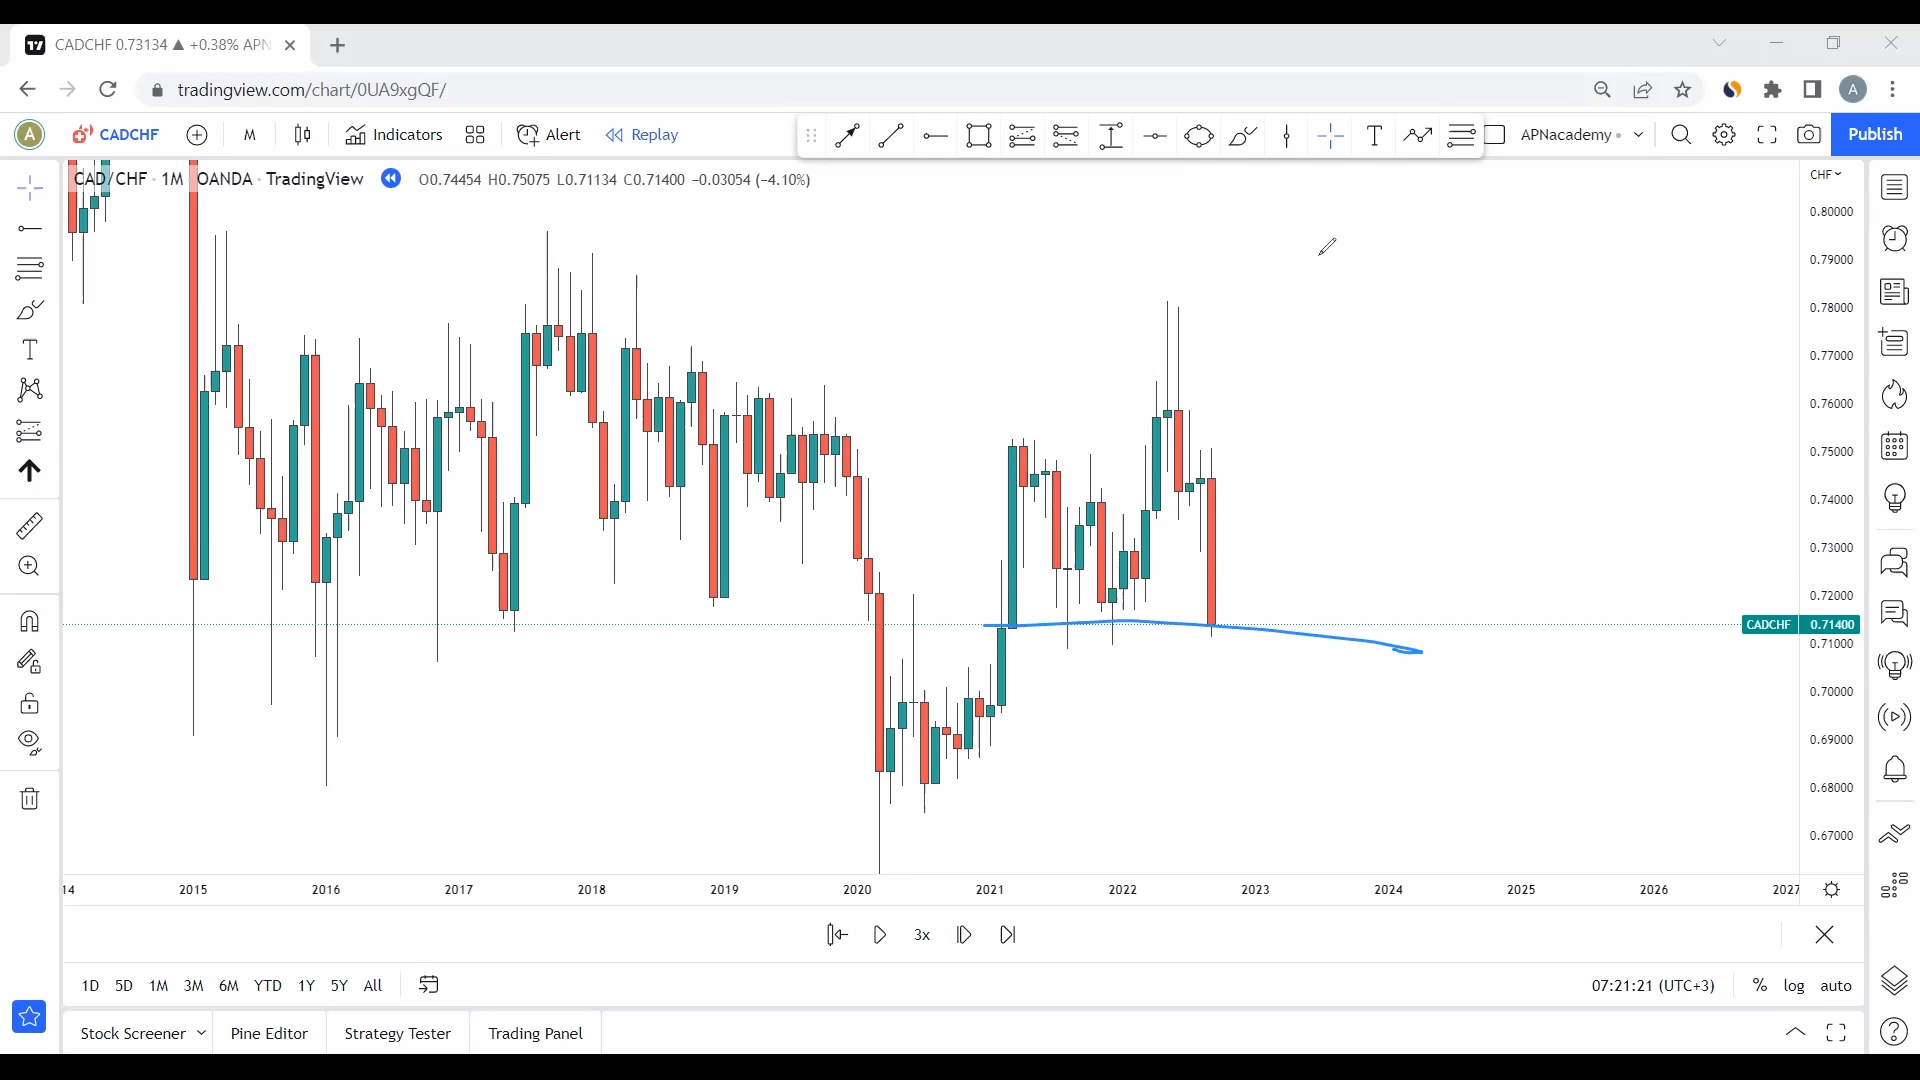 CADCHF 0.73134 ▲ +0.38% APN
tradingview.com/chart/0UA9xgQF/
A
A
CADCHF
M
Indicators
Alert
Replay
APNacademy
Publish
CAD/CHF · 1M OANDA · TradingView
O0.74454 H0.75075 L0.71134 C0.71400 −0.03054 (−4.10%)
CHF
0.80000
0.79000
0.78000
0.77000
0.76000
0.75000
0.74000
0.73000
0.72000
CADCHF 0.71400
0.71000
0.70000
0.69000
0.68000
0.67000
14 2015 2016 2017 2018 2019 2020 2021 2022 2023 2024 2025 2026 2027
3x
1D 5D 1M 3M 6M YTD 1Y 5Y All
07:21:21 (UTC+3) % log auto
Stock Screener Pine Editor Strategy Tester Trading Panel